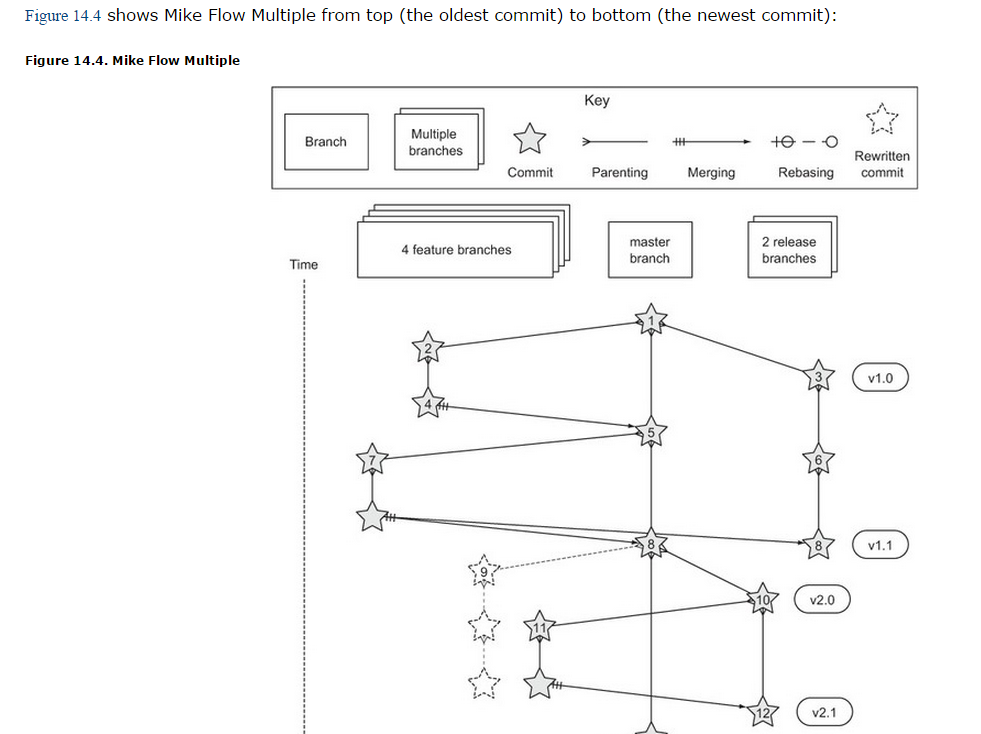 Figure 14.4 shows Mike Flow Multiple from top (the oldest commit) to bottom (the newest commit):
Figure 14.4. Mike Flow Multiple
Key
Branch
Multiple
branches
Commit
Parenting
Merging
Rebasing
Rewritten
commit
4 feature branches
master
branch
2 release
branches
Time
1
2
3
v1.0
4
5
7
6
8
8
v1.1
9
10
v2.0
11
12
v2.1